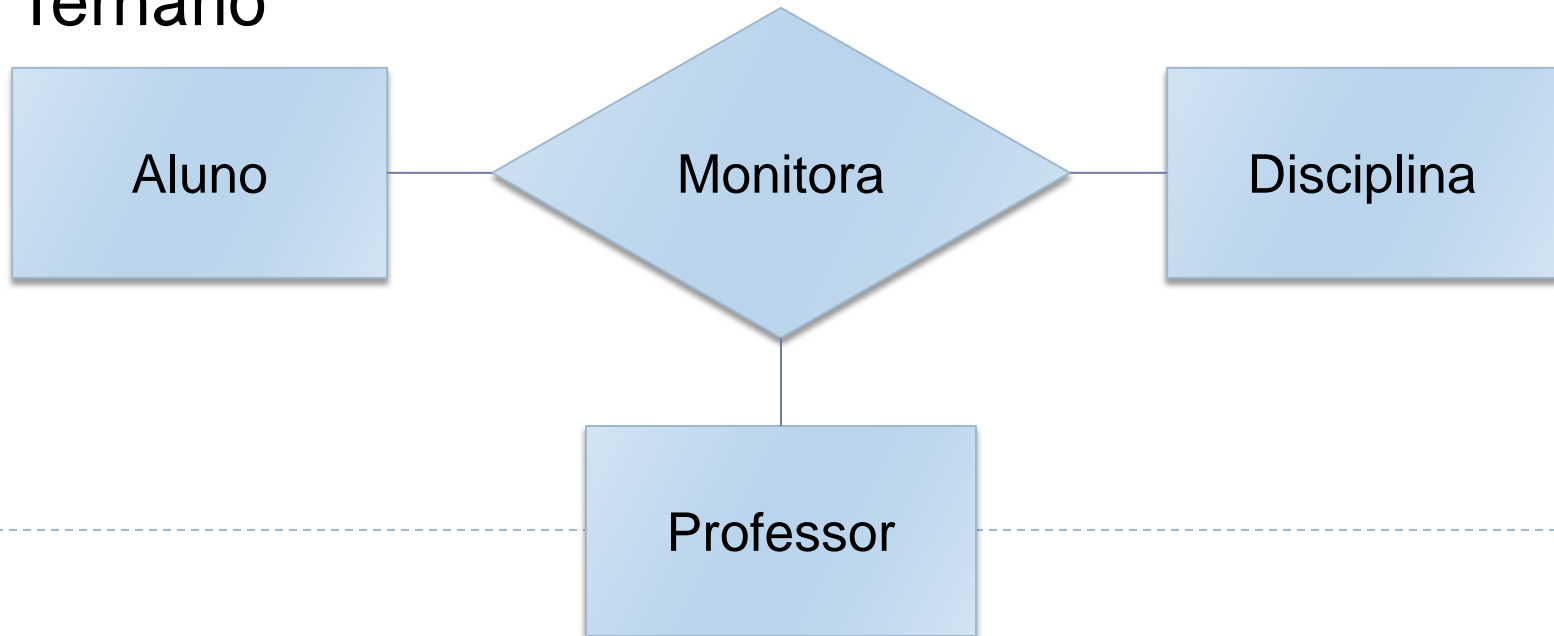 Ternário
Aluno
Monitora
Disciplina
Professor